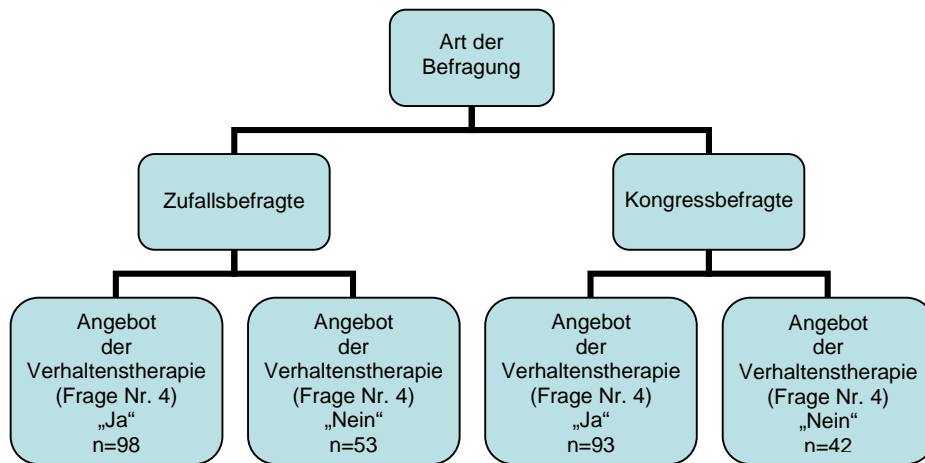 Art der
Befragung
Zufallsbefragte
Kongressbefragte
Angebot
der
Verhaltenstherapie
(Frage Nr. 4)
„Ja“
n=98
Angebot
der
Verhaltenstherapie
(Frage Nr. 4)
„Nein“
n=53
Angebot
der
Verhaltenstherapie
(Frage Nr. 4)
„Ja“
n=93
Angebot
der
Verhaltenstherapie
(Frage Nr. 4)
„Nein“
n=42